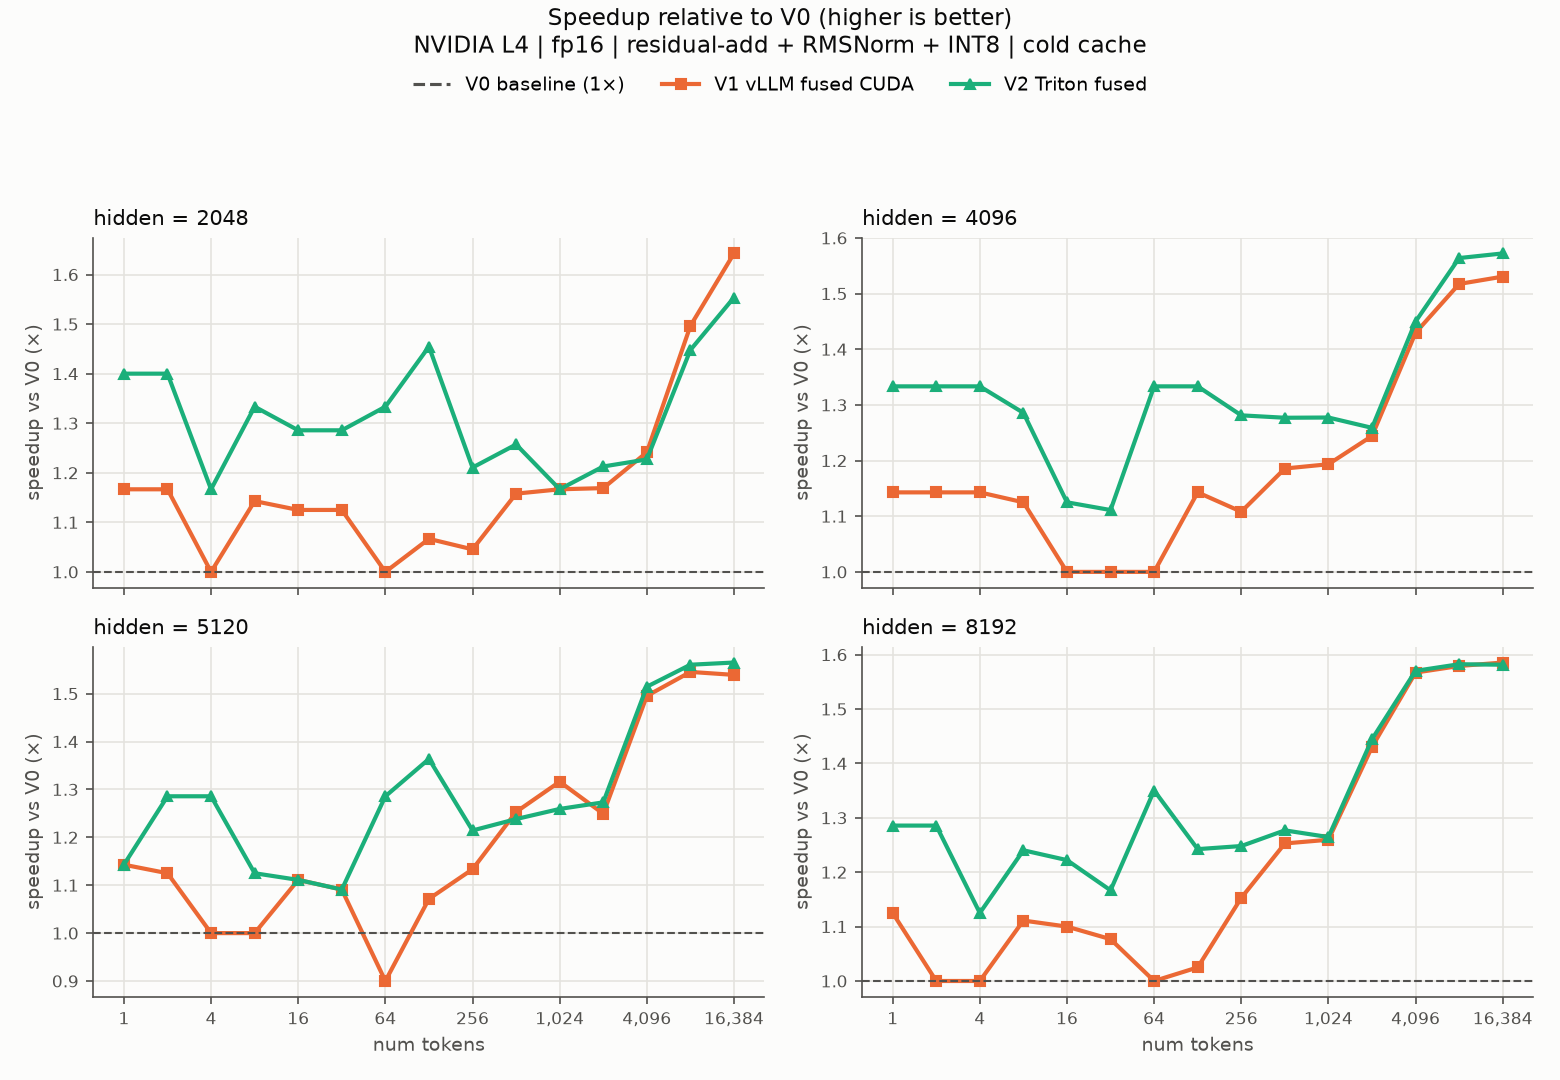 Speedup relative to V0 (higher is better)
NVIDIA L4 | fp16 | residual-add + RMSNorm + INT8 | cold cache
V0 baseline (1×) V1 vLLM fused CUDA V2 Triton fused
hidden = 2048
1.6
1.5
1.4
1.3
1.2
1.1
1.0
speedup vs V0 (×)
hidden = 4096
1.6
1.5
1.4
1.3
1.2
1.1
1.0
speedup vs V0 (×)
hidden = 5120
1.5
1.4
1.3
1.2
1.1
1.0
0.9
speedup vs V0 (×)
1 4 16 64 256 1,024 4,096 16,384
num tokens
hidden = 8192
1.6
1.5
1.4
1.3
1.2
1.1
1.0
speedup vs V0 (×)
1 4 16 64 256 1,024 4,096 16,384
num tokens